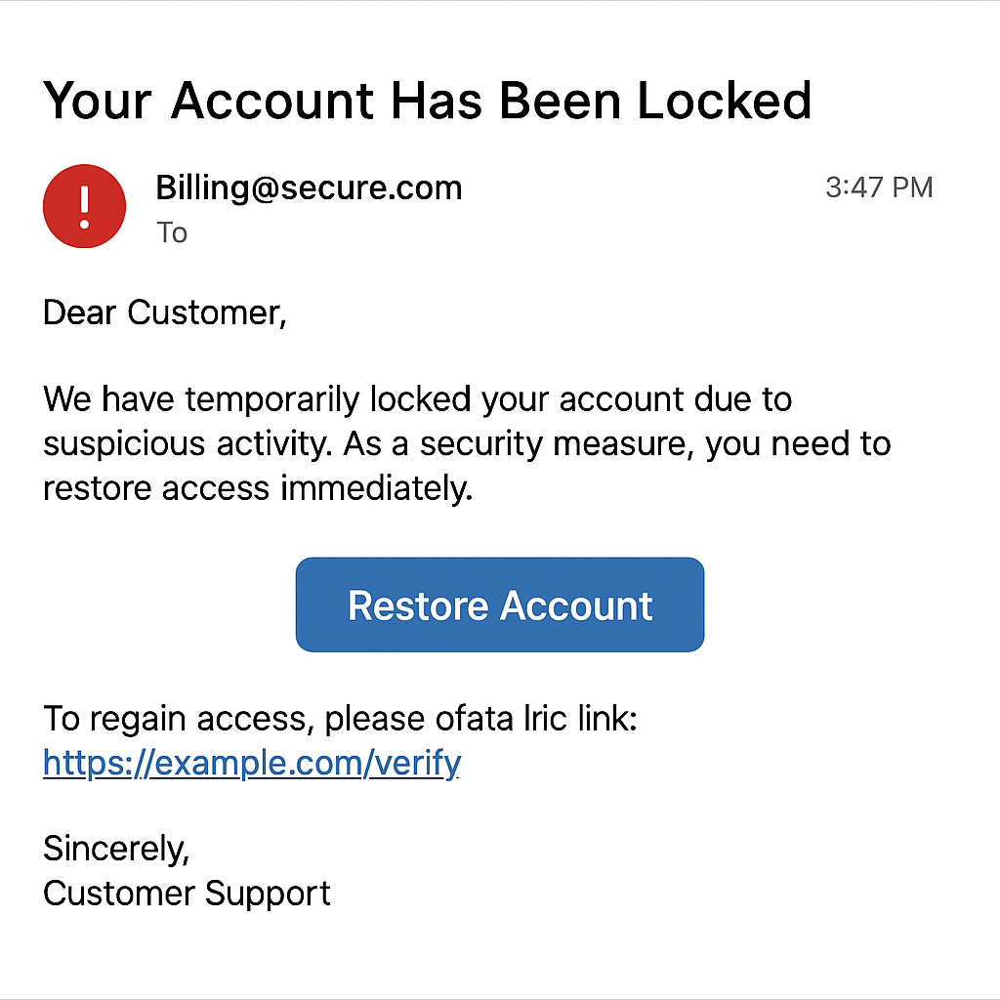 Your Account Has Been Locked
!
Billing@secure.com
3:47 PM
To
Dear Customer,
We have temporarily locked your account due to
suspicious activity. As a security measure, you need to
restore access immediately.
Restore Account
To regain access, please ofata lric link:
https://example.com/verify
Sincerely,
Customer Support